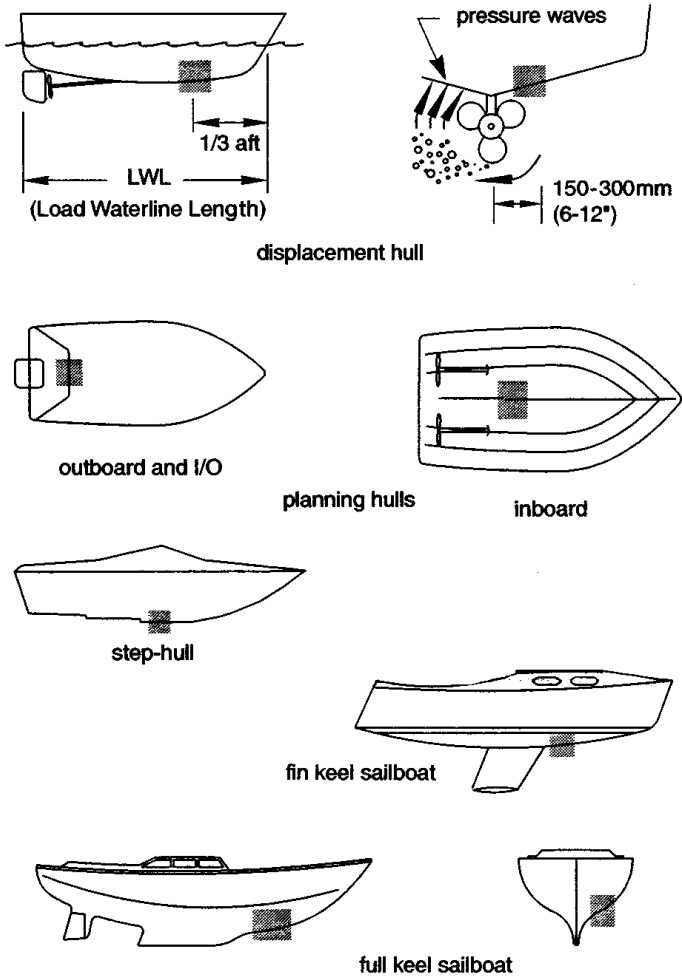 pressure waves
1/3 aft
LWL
(Load Waterline Length)
150-300mm
(6-12")
displacement hull
outboard and I/O
planning hulls
inboard
step-hull
fin keel sailboat
full keel sailboat